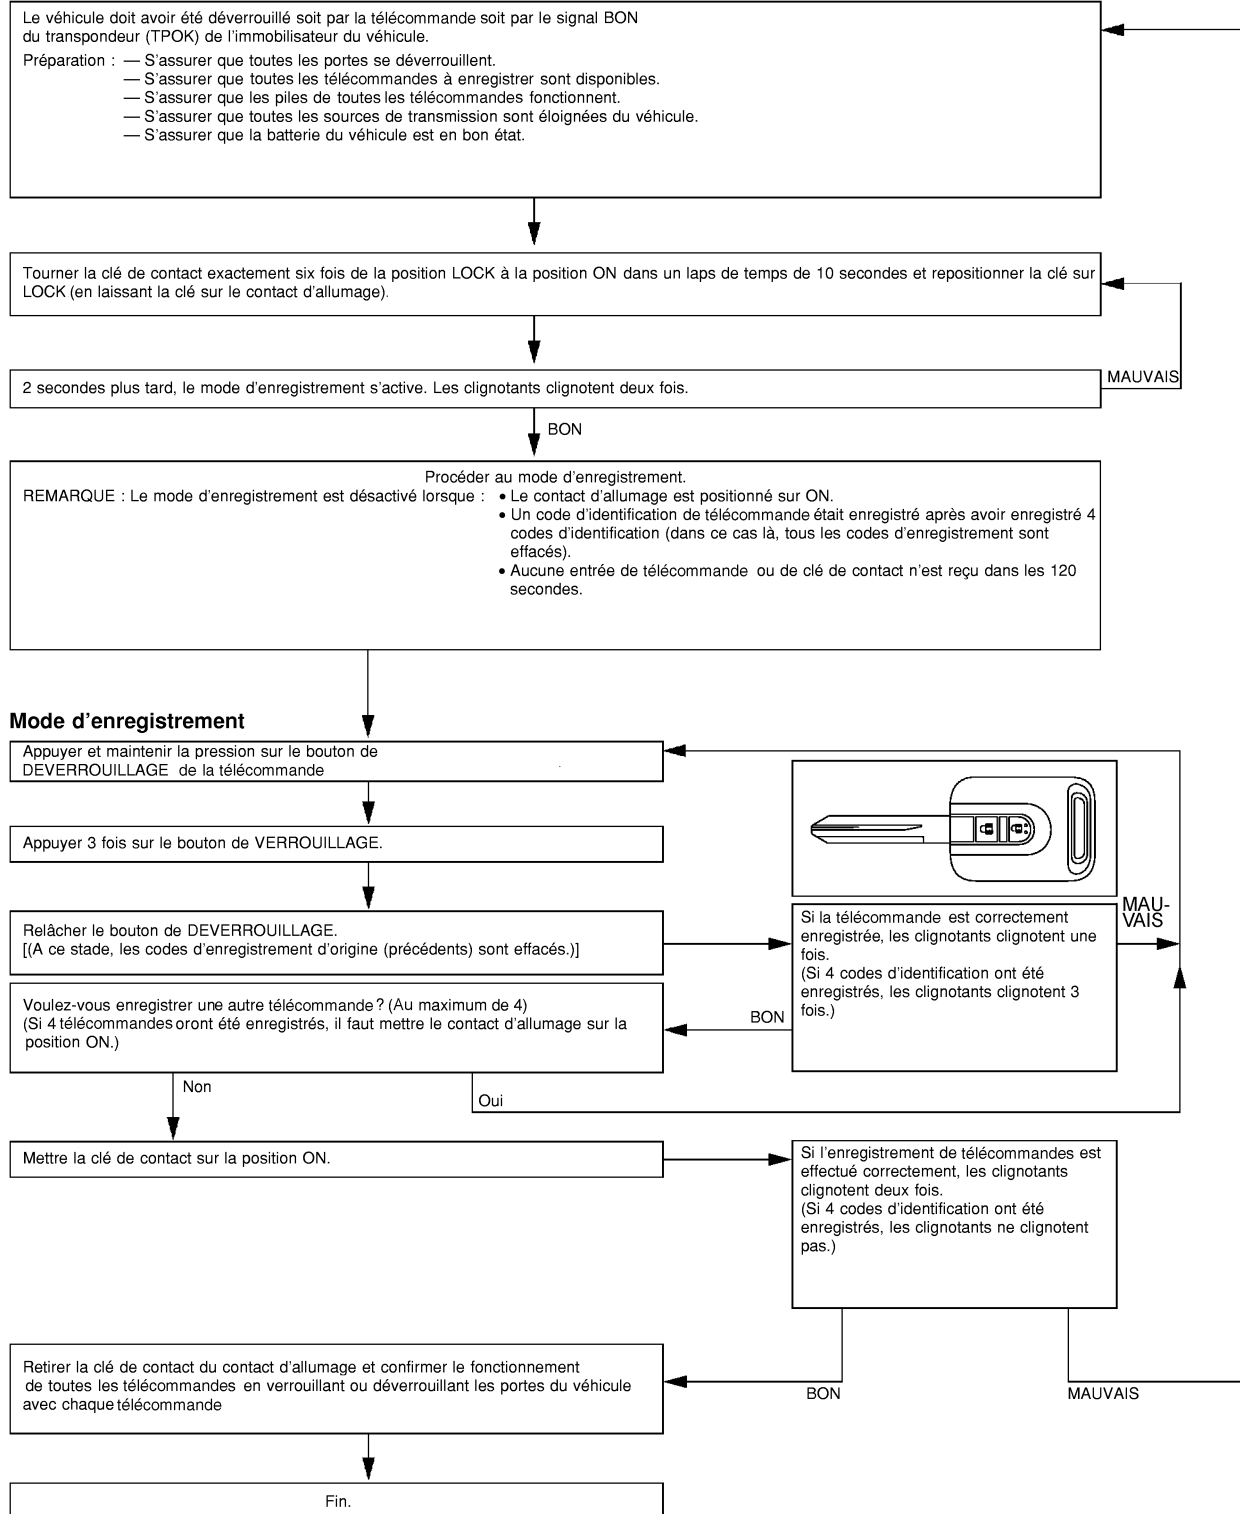 Le véhicule doit avoir été déverrouillé soit par la télécommande soit par le signal BON
du transpondeur (TPOK) de l'immobilisateur du véhicule.
Préparation : — S'assurer que toutes les portes se déverrouillent.
— S'assurer que toutes les télécommandes à enregistrer sont disponibles.
— S'assurer que les piles de toutes les télécommandes fonctionnent.
— S'assurer que toutes les sources de transmission sont éloignées du véhicule.
— S'assurer que la batterie du véhicule est en bon état.
Tourner la clé de contact exactement six fois de la position LOCK à la position ON dans un laps de temps de 10 secondes et repositionner la clé sur
LOCK (en laissant la clé sur le contact d'allumage).
2 secondes plus tard, le mode d'enregistrement s'active. Les clignotants clignotent deux fois.
MAUVAIS
BON
Procéder au mode d'enregistrement.
REMARQUE : Le mode d'enregistrement est désactivé lorsque : • Le contact d'allumage est positionné sur ON.
• Un code d'identification de télécommande était enregistré après avoir enregistré 4
codes d'identification (dans ce cas là, tous les codes d'enregistrement sont
effacés).
• Aucune entrée de télécommande ou de clé de contact n'est reçu dans les 120
secondes.
Mode d'enregistrement
Appuyer et maintenir la pression sur le bouton de
DEVERROUILLAGE de la télécommande
Appuyer 3 fois sur le bouton de VERROUILLAGE.
Relâcher le bouton de DEVERROUILLAGE.
[(A ce stade, les codes d'enregistrement d'origine (précédents) sont effacés.)]
Si la télécommande est correctement
enregistrée, les clignotants clignotent une
fois.
(Si 4 codes d'identification ont été
enregistrés, les clignotants clignotent 3
fois.)
MAU-
VAIS
BON
Voulez-vous enregistrer une autre télécommande ? (Au maximum de 4)
(Si 4 télécommandes oront été enregistrés, il faut mettre le contact d'allumage sur la
position ON.)
Non
Oui
Mettre la clé de contact sur la position ON.
Si l'enregistrement de télécommandes est
effectué correctement, les clignotants
clignotent deux fois.
(Si 4 codes d'identification ont été
enregistrés, les clignotants ne clignotent
pas.)
BON
MAUVAIS
Retirer la clé de contact du contact d'allumage et confirmer le fonctionnement
de toutes les télécommandes en verrouillant ou déverrouillant les portes du véhicule
avec chaque télécommande
Fin.